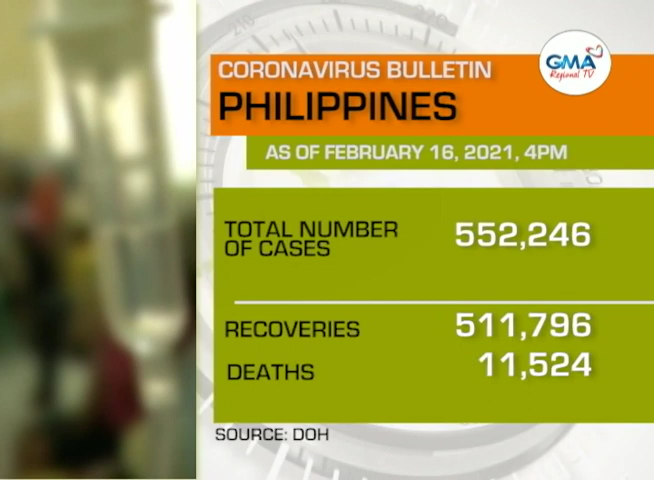 CORONAVIRUS BULLETIN
GMA
Regional TV
PHILIPPINES
AS OF FEBRUARY 16, 2021, 4PM
TOTAL NUMBER
OF CASES
552,246
RECOVERIES 511,796
DEATHS 11,524
SOURCE: DOH